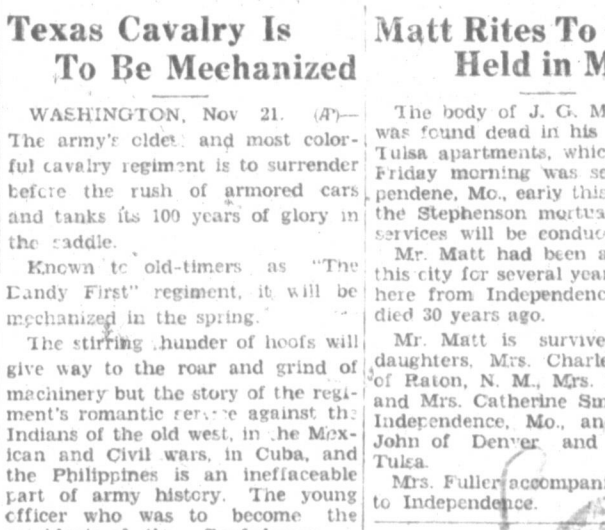 Texas Cavalry Is
To Be Mechanized
WASHINGTON, Nov 21. (AP)—
The army's oldest and most color-
ful cavalry regiment is to surrender
before the rush of armored cars
and tanks its 100 years of glory in
the saddle.
Known to old-timers as "The
Dandy First" regiment, it will be
mechanized in the spring.
The stirring thunder of hoofs will
give way to the roar and grind of
machinery but the story of the regi-
ment's romantic service against the
Indians of the old west, in the Mex-
ican and Civil wars, in Cuba, and
the Philippines is an ineffaceable
part of army history. The young
officer who was to become the
Matt Rites To
Held in M
The body of J. G. M
was found dead in his
Tulsa apartments, whic
Friday morning was se
pendene, Mo., early this
the Stephenson mortua
services will be conduc
Mr. Matt had been a
this city for several yea
here from Independenc
died 30 years ago.
Mr. Matt is survive
daughters, Mrs. Charle
of Raton, N. M., Mrs.
and Mrs. Catherine Sm
Independence, Mo., an
John of Denver and
Tulsa.
Mrs. Fuller accompani
to Independence.